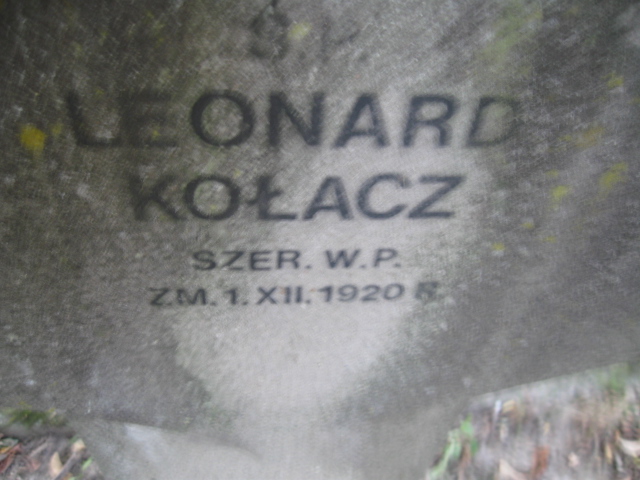 Ś.P.
LEONARD
KOŁACZ
SZER. W.P.
ZM. 1. XII. 1920 R.